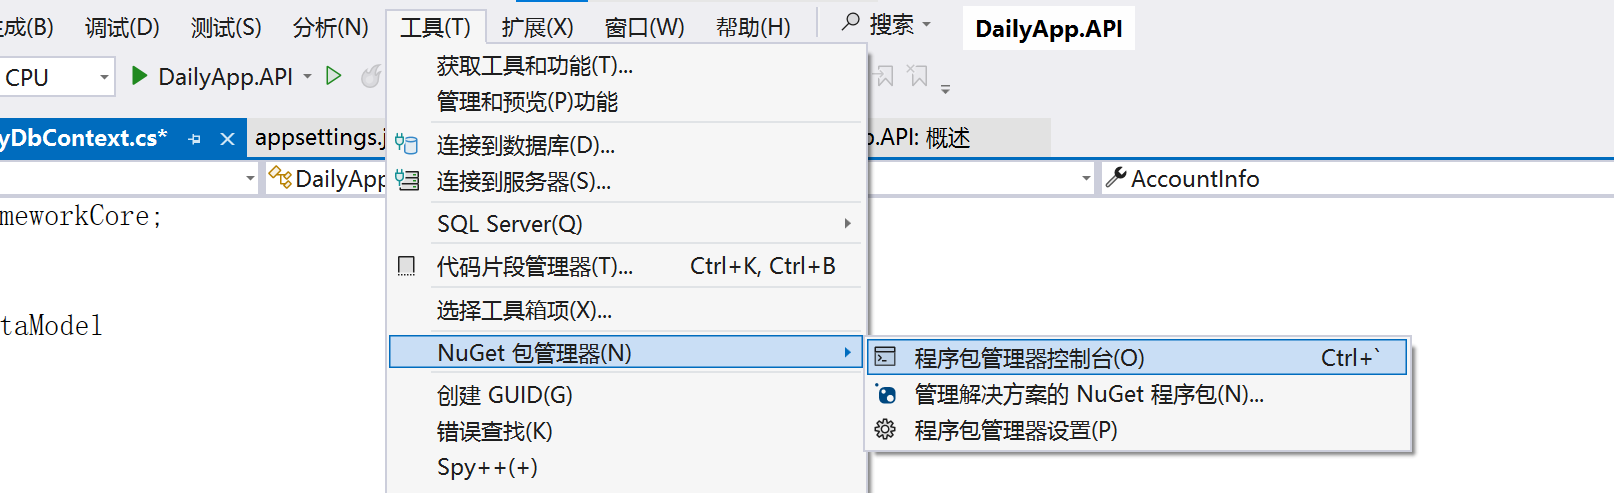 成(B) 调试(D) 测试(S) 分析(N) 工具(T) 扩展(X) 窗口(W) 帮助(H) 搜索 DailyApp.API
CPU DailyApp.API
yDbContext.cs* appsettings.j .API: 概述
DailyApp AccountInfo
meworkCore;
taModel
获取工具和功能(T)...
管理和预览(P)功能
连接到数据库(D)...
连接到服务器(S)...
SQL Server(Q)
代码片段管理器(T)... Ctrl+K, Ctrl+B
选择工具箱项(X)...
NuGet 包管理器(N)
创建 GUID(G)
错误查找(K)
Spy++(+)
程序包管理器控制台(O) Ctrl+`
管理解决方案的 NuGet 程序包(N)...
程序包管理器设置(P)